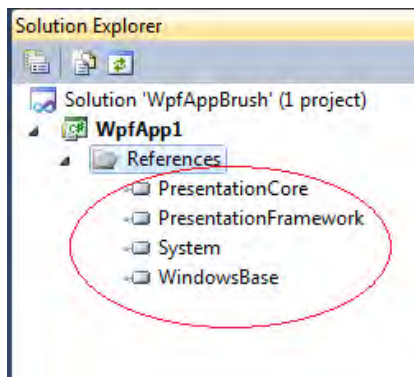 Solution Explorer
Solution 'WpfAppBrush' (1 project)
WpfApp1
References
PresentationCore
PresentationFramework
System
WindowsBase